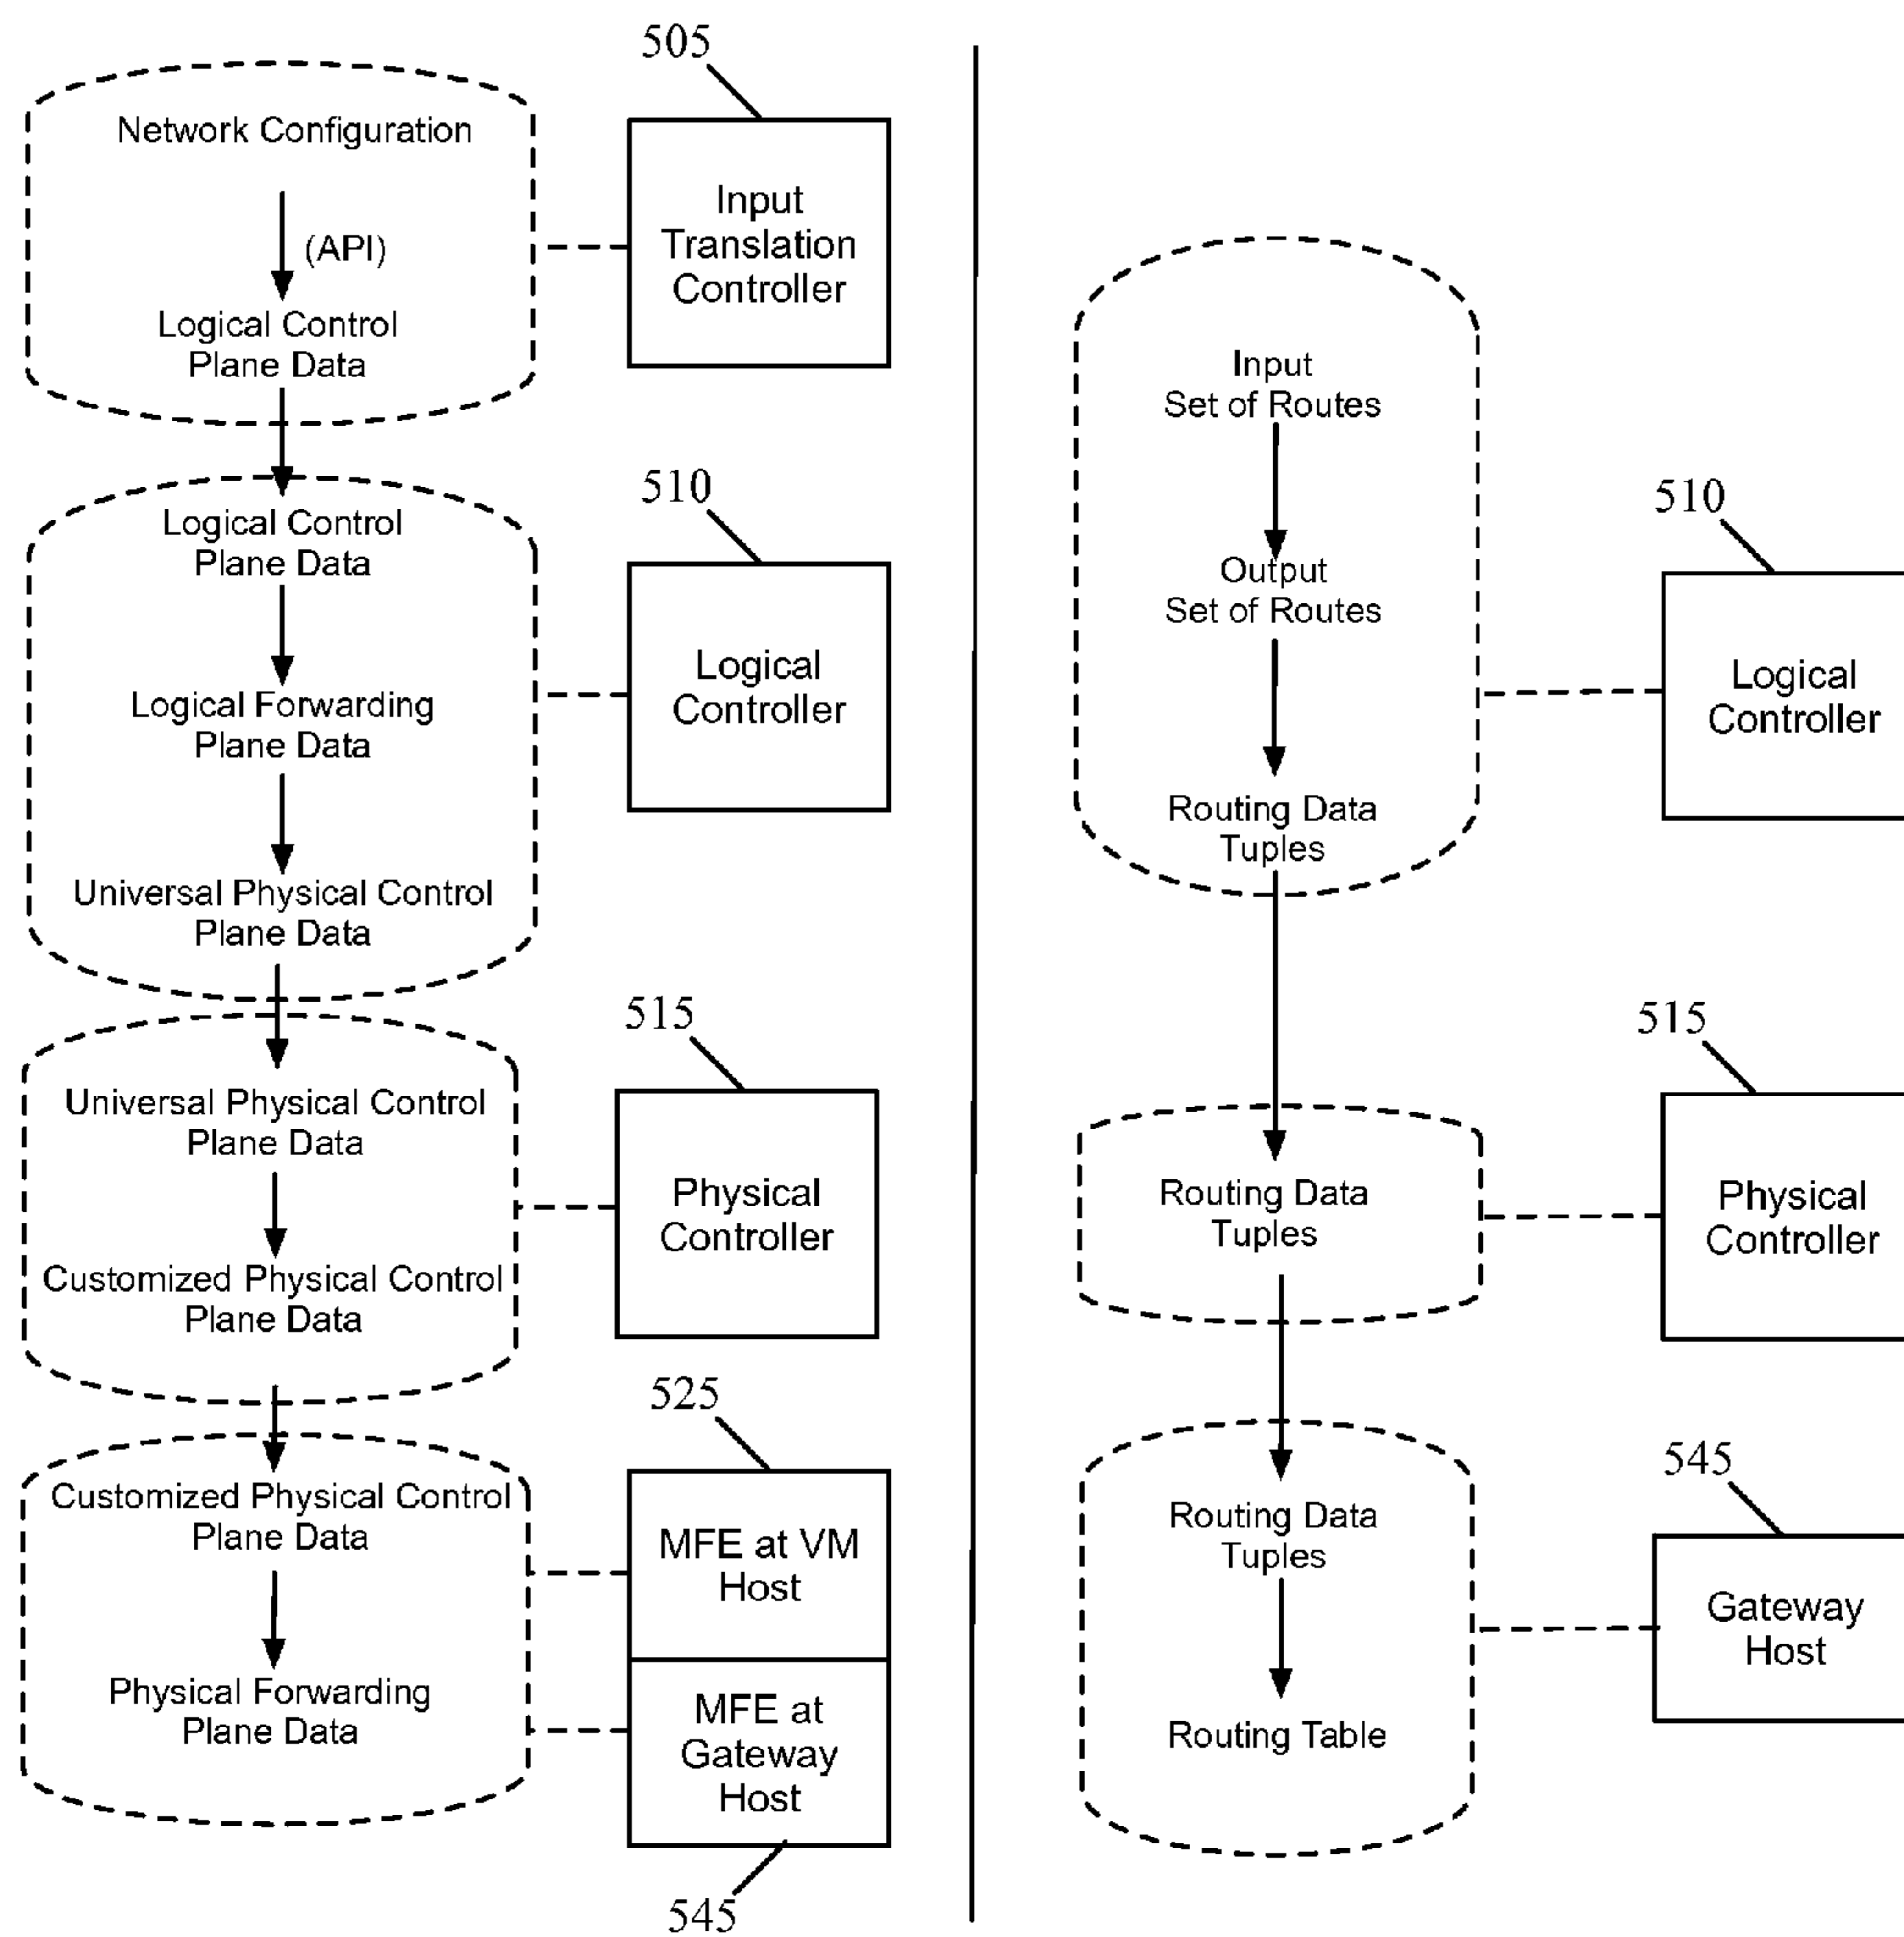 505
Network Configuration
(API)
Logical Control
Plane Data
Input
Translation
Controller
510
Logical Control
Plane Data
Logical Forwarding
Plane Data
Universal Physical Control
Plane Data
Logical
Controller
515
Universal Physical Control
Plane Data
Customized Physical Control
Plane Data
Physical
Controller
525
Customized Physical Control
Plane Data
Physical Forwarding
Plane Data
MFE at VM
Host
MFE at
Gateway
Host
545
Input
Set of Routes
Output
Set of Routes
Routing Data
Tuples
510
Logical
Controller
515
Routing Data
Tuples
Physical
Controller
545
Routing Data
Tuples
Routing Table
Gateway
Host